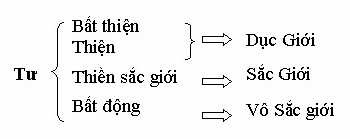 Bất thiện
Thiện
Dục Giới
Tư
Thiền sắc giới
Sắc Giới
Bất động
Vô Sắc giới